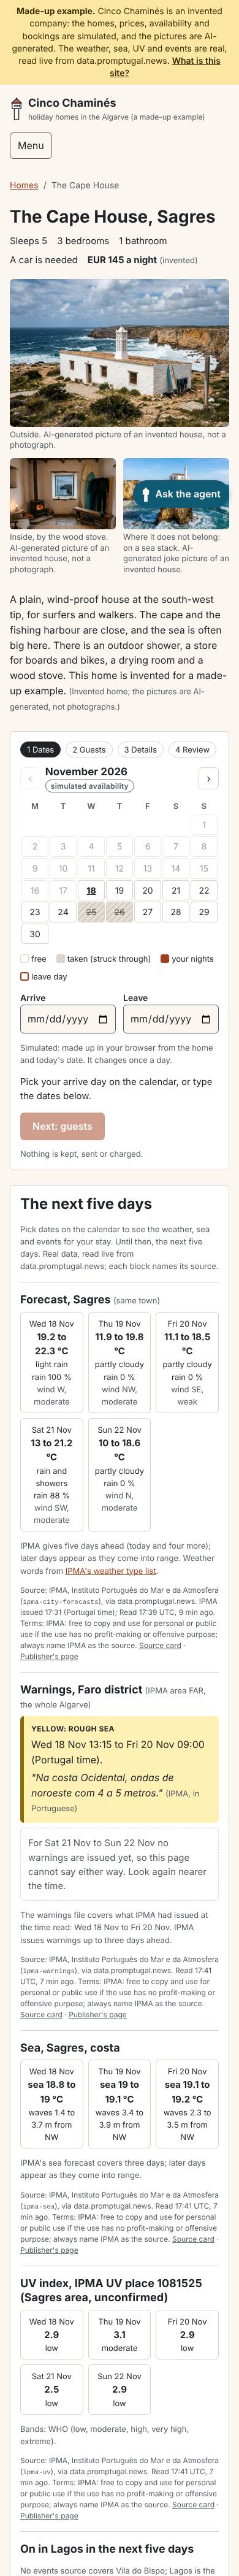 Made-up example. Cinco Chaminés is an invented
company: the homes, prices, availability and
bookings are simulated, and the pictures are AI-
generated. The weather, sea, UV and events are real,
read live from data.promptugal.news. What is this
site?
Cinco Chaminés
holiday homes in the Algarve (a made-up example)
Menu
Homes / The Cape House
The Cape House, Sagres
Sleeps 5 3 bedrooms 1 bathroom
A car is needed EUR 145 a night (invented)
Outside. AI-generated picture of an invented house, not a
photograph.
Ask the agent
Inside, by the wood stove.
AI-generated picture of an
invented house, not a
photograph.
Where it does not belong:
on a sea stack. AI-
generated joke picture of an
invented house.
A plain, wind-proof house at the south-west
tip, for surfers and walkers. The cape and the
fishing harbour are close, and the sea is often
big here. There is an outdoor shower, a store
for boards and bikes, a drying room and a
wood stove. This home is invented for a made-
up example. (Invented home; the pictures are AI-
generated, not photographs.)
1 Dates 2 Guests 3 Details 4 Review
‹ November 2026 ›
simulated availability
M T W T F S S
1
2 3 4 5 6 7 8
9 10 11 12 13 14 15
16 17 18 19 20 21 22
23 24 25 26 27 28 29
30
free taken (struck through) your nights
leave day
Arrive Leave
mm/dd/yyyy mm/dd/yyyy
Simulated: made up in your browser from the home
and today's date. It changes once a day.
Pick your arrive day on the calendar, or type
the dates below.
Next: guests
Nothing is kept, sent or charged.
The next five days
Pick dates on the calendar to see the weather, sea
and events for your stay. Until then, the next five
days. Real data, read live from
data.promptugal.news; each block names its source.
Forecast, Sagres (same town)
Wed 18 Nov
19.2 to
22.3 °C
light rain
rain 100 %
wind W,
moderate
Thu 19 Nov
11.9 to 19.8
°C
partly cloudy
rain 0 %
wind NW,
moderate
Fri 20 Nov
11.1 to 18.5
°C
partly cloudy
rain 0 %
wind SE,
weak
Sat 21 Nov
13 to 21.2
°C
rain and
showers
rain 88 %
wind SW,
moderate
Sun 22 Nov
10 to 18.6
°C
partly cloudy
rain 0 %
wind N,
moderate
IPMA gives five days ahead (today and four more);
later days appear as they come into range. Weather
words from IPMA's weather type list.
Source: IPMA, Instituto Português do Mar e da Atmosfera
(ipma-city-forecasts), via data.promptugal.news. IPMA
issued 17:31 (Portugal time); Read 17:39 UTC, 9 min ago.
Terms: IPMA: free to copy and use for personal or public
use if the use has no profit-making or offensive purpose;
always name IPMA as the source. Source card ·
Publisher's page
Warnings, Faro district (IPMA area FAR,
the whole Algarve)
YELLOW: ROUGH SEA
Wed 18 Nov 13:15 to Fri 20 Nov 09:00
(Portugal time).
"Na costa Ocidental, ondas de
noroeste com 4 a 5 metros." (IPMA, in
Portuguese)
For Sat 21 Nov to Sun 22 Nov no
warnings are issued yet, so this page
cannot say either way. Look again nearer
the time.
The warnings file covers what IPMA had issued at
the time read: Wed 18 Nov to Fri 20 Nov. IPMA
issues warnings up to three days ahead.
Source: IPMA, Instituto Português do Mar e da Atmosfera
(ipma-warnings), via data.promptugal.news. Read 17:41
UTC, 7 min ago. Terms: IPMA: free to copy and use for
personal or public use if the use has no profit-making or
offensive purpose; always name IPMA as the source.
Source card · Publisher's page
Sea, Sagres, costa
Wed 18 Nov
sea 18.8 to
19 °C
waves 1.4 to
3.7 m from
NW
Thu 19 Nov
sea 19 to
19.1 °C
waves 3.4 to
3.9 m from
NW
Fri 20 Nov
sea 19.1 to
19.2 °C
waves 2.3 to
3.5 m from
NW
IPMA's sea forecast covers three days; later days
appear as they come into range.
Source: IPMA, Instituto Português do Mar e da Atmosfera
(ipma-sea), via data.promptugal.news. Read 17:41 UTC, 7
min ago. Terms: IPMA: free to copy and use for personal
or public use if the use has no profit-making or offensive
purpose; always name IPMA as the source. Source card ·
Publisher's page
UV index, IPMA UV place 1081525
(Sagres area, unconfirmed)
Wed 18 Nov
2.9
low
Thu 19 Nov
3.1
moderate
Fri 20 Nov
2.9
low
Sat 21 Nov
2.5
low
Sun 22 Nov
2.9
low
Bands: WHO (low, moderate, high, very high,
extreme).
Source: IPMA, Instituto Português do Mar e da Atmosfera
(ipma-uv), via data.promptugal.news. Read 17:41 UTC, 7
min ago. Terms: IPMA: free to copy and use for personal
or public use if the use has no profit-making or offensive
purpose; always name IPMA as the source. Source card ·
Publisher's page
On in Lagos in the next five days
No events source covers Vila do Bispo; Lagos is the